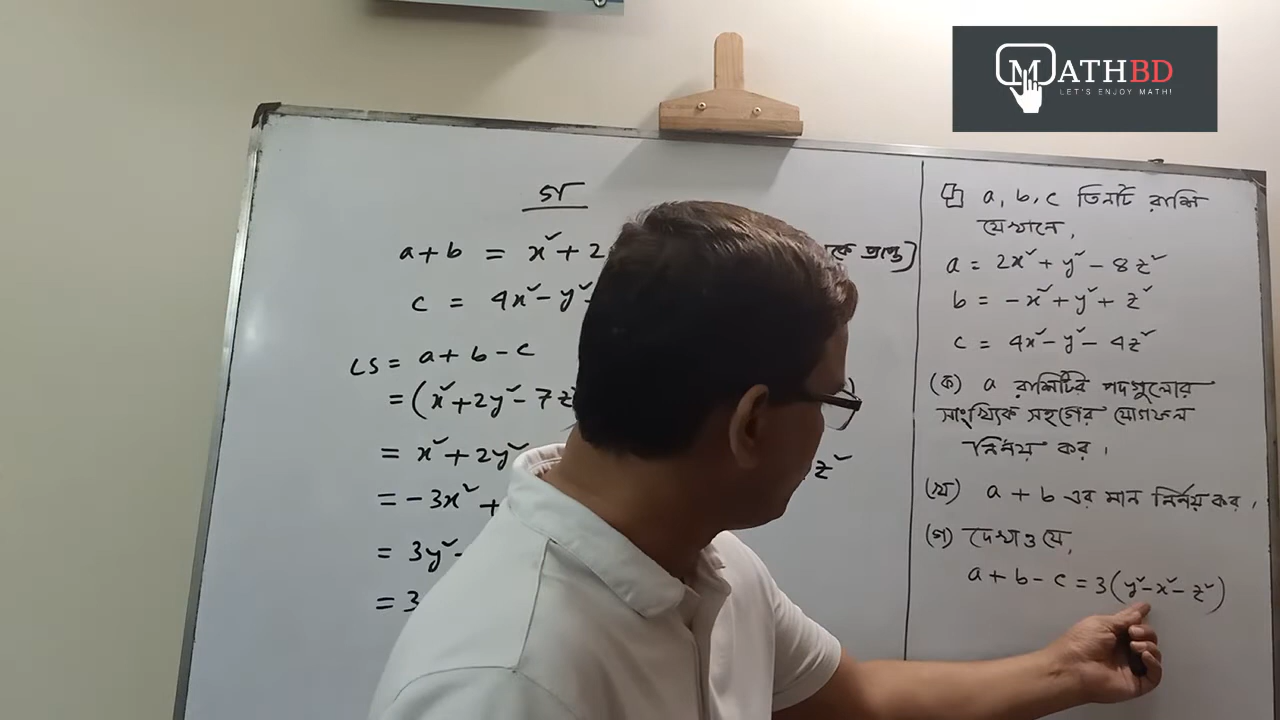 MATHBD
LET'S ENJOY MATH!
গ
a + b = x² + 2
প্রাপ্ত]
c = 4x² - y²
LS = a + b - c
= (x² + 2y² - 7z²
)
= x² + 2y²
z²
= -3x² +
= 3y² -
= 3
a, b, c তিনটি রাশি
যেখানে,
a = 2x² + y² - 8z²
b = -x² + y² + z²
c = 4x² - y² - 4z²
(ক) a রাশিটির পদগুলোর
সাংখ্যিক সহগের যোগফল
নির্ণয় কর।
(খ) a + b এর মান নির্ণয় কর।
(গ) দেখাও যে,
a + b - c = 3(y² - x² - z²)